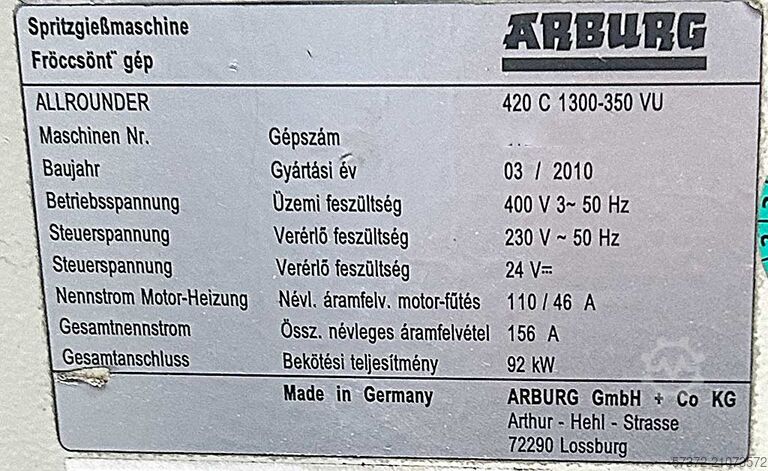 Spritzgießmaschine
Fröccsönt" gép
ARBURG
ALLROUNDER 420 C 1300-350 VU
Maschinen Nr. Gépszám
Baujahr Gyártási év 03 / 2010
Betriebsspannung Üzemi feszültség 400 V 3~ 50 Hz
Steuerspannung Verérlő feszültség 230 V ~ 50 Hz
Steuerspannung Verérlő feszültség 24 V⎓
Nennstrom Motor-Heizung Névl. áramfelv. motor-fűtés 110 / 46 A
Gesamtnennstrom Össz. névleges áramfelvétel 156 A
Gesamtanschluss Bekötési teljesítmény 92 kW
Made in Germany ARBURG GmbH + Co KG
Arthur - Hehl - Strasse
72290 Lossburg
57372-21073572